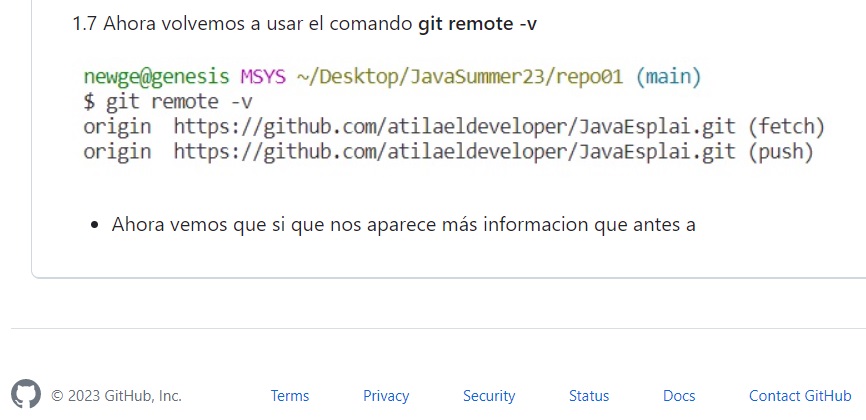 1.7 Ahora volvemos a usar el comando git remote -v
newge@genesis MSYS ~/Desktop/JavaSummer23/repo01 (main)
$ git remote -v
origin  https://github.com/atilaeldeveloper/JavaEsplai.git (fetch)
origin  https://github.com/atilaeldeveloper/JavaEsplai.git (push)
• Ahora vemos que si que nos aparece más informacion que antes a
© 2023 GitHub, Inc. Terms Privacy Security Status Docs Contact GitHub